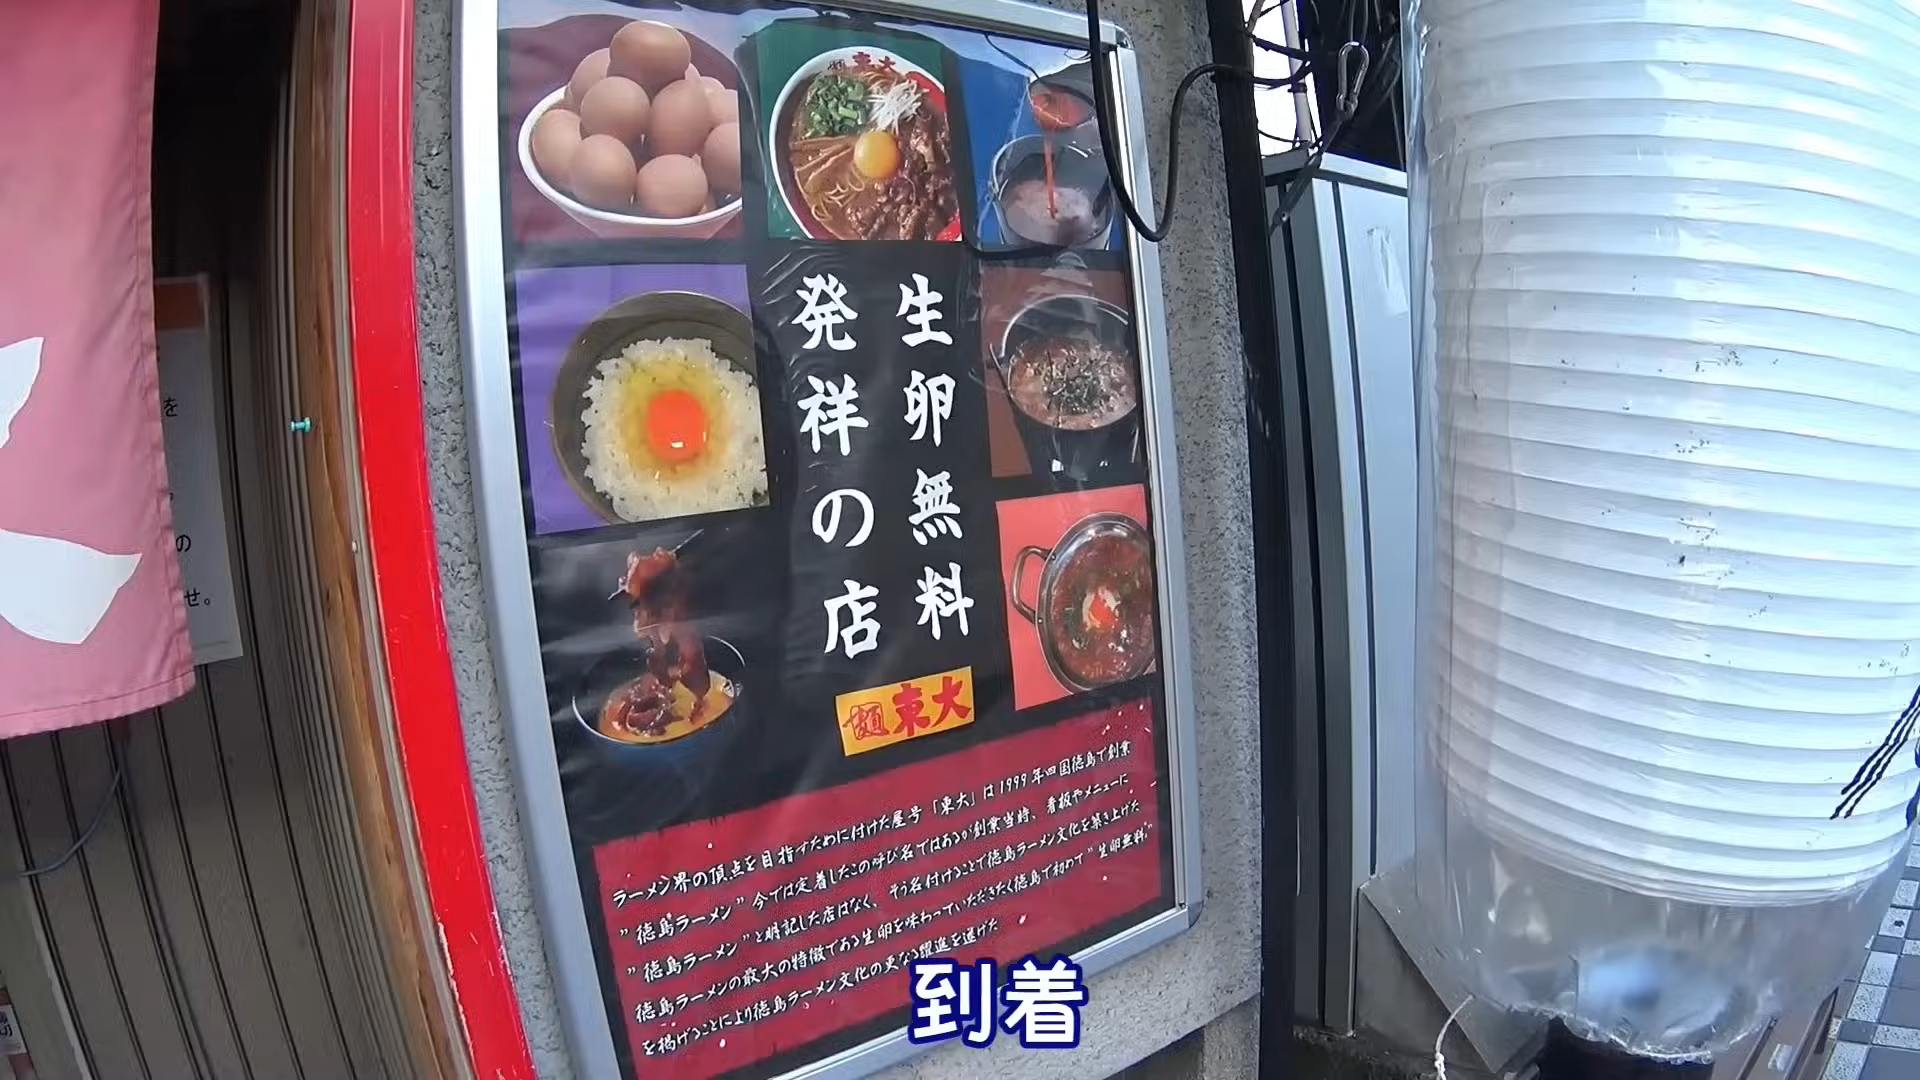 麺 東大
生卵無料
発祥の店
麺 東大
ラーメン界の頂点を目指すために付けた屋号「東大」は1999年四国徳島で創業
"徳島ラーメン"今では定着したこの呼び名ではあるが創業当時、看板やメニューに
"徳島ラーメン"と明記した店はなく、そう名付けることで徳島ラーメン文化を築き上げた
徳島ラーメンの最大の特徴である生卵を味わっていただきたく徳島で初めて"生卵無料"
を掲げることにより徳島ラーメン文化の更なる躍進を遂げた
を
の
せ。
到着